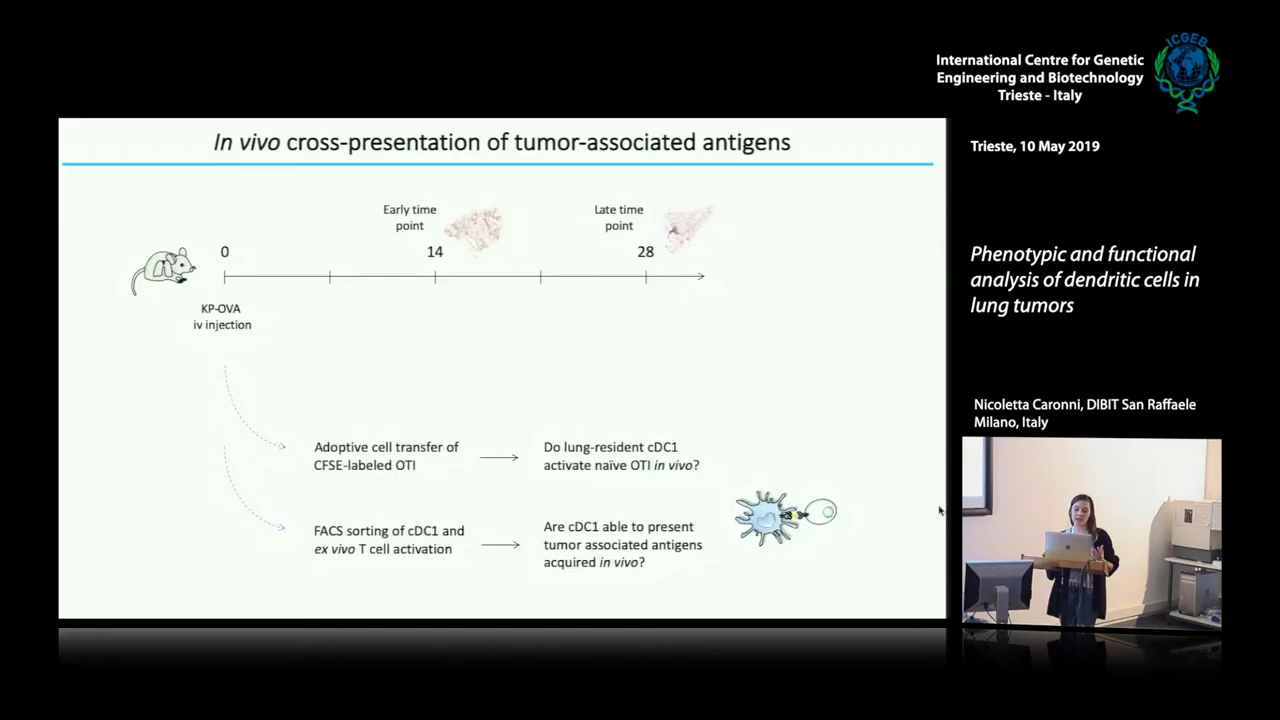 International Centre for Genetic
Engineering and Biotechnology
Trieste - Italy
ICGEB
Trieste, 10 May 2019
In vivo cross-presentation of tumor-associated antigens
Early time
point
Late time
point
0
14
28
KP-OVA
iv injection
Adoptive cell transfer of
CFSE-labeled OTI
Do lung-resident cDC1
activate naïve OTI in vivo?
FACS sorting of cDC1 and
ex vivo T cell activation
Are cDC1 able to present
tumor associated antigens
acquired in vivo?
Phenotypic and functional
analysis of dendritic cells in
lung tumors
Nicoletta Caronni, DIBIT San Raffaele
Milano, Italy